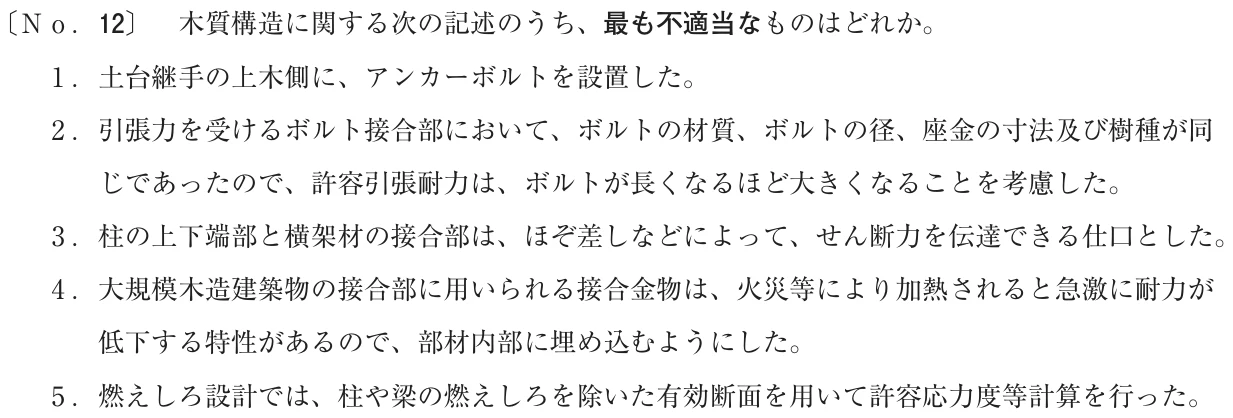 〔Ｎｏ．12〕　木質構造に関する次の記述のうち、最も不適当なものはどれか。
１．土台継手の上木側に、アンカーボルトを設置した。
２．引張力を受けるボルト接合部において、ボルトの材質、ボルトの径、座金の寸法及び樹種が同
じであったので、許容引張耐力は、ボルトが長くなるほど大きくなることを考慮した。
３．柱の上下端部と横架材の接合部は、ほぞ差しなどによって、せん断力を伝達できる仕口とした。
４．大規模木造建築物の接合部に用いられる接合金物は、火災等により加熱されると急激に耐力が
低下する特性があるので、部材内部に埋め込むようにした。
５．燃えしろ設計では、柱や梁の燃えしろを除いた有効断面を用いて許容応力度等計算を行った。